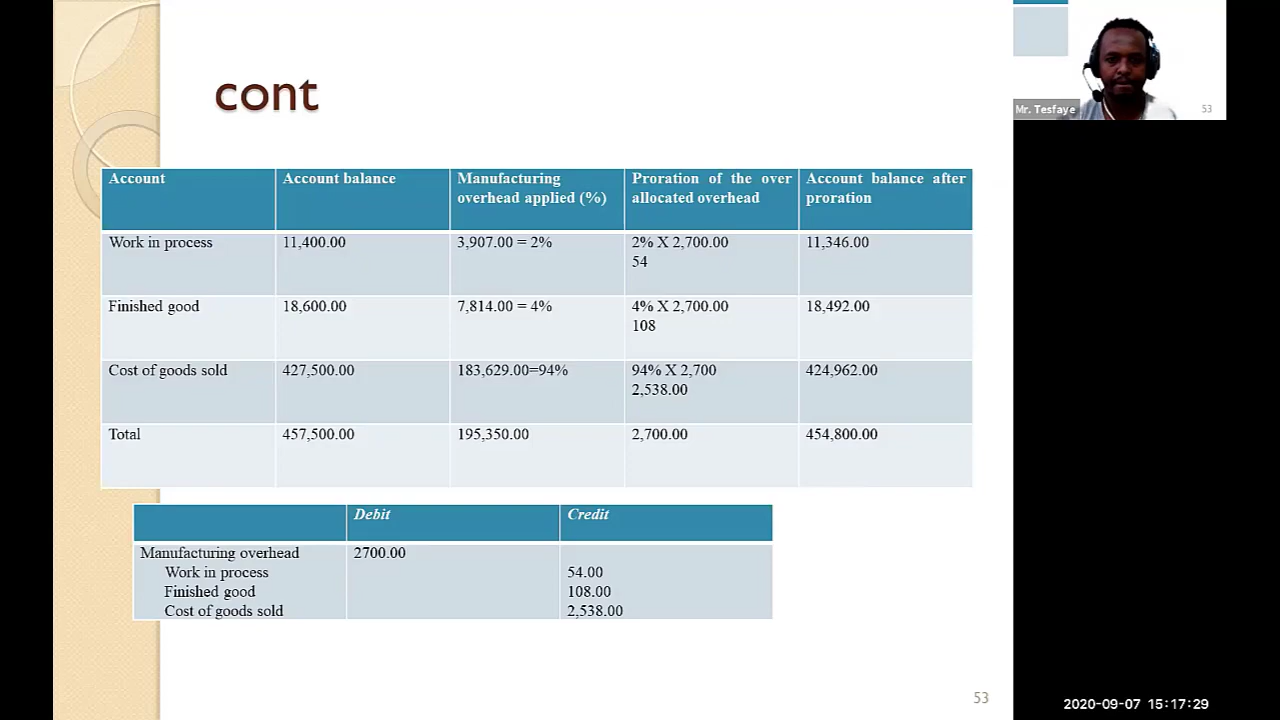 cont
Mr. Tesfaye
53
Account
Account balance
Manufacturing
overhead applied (%)
Proration of the over
allocated overhead
Account balance after
proration
Work in process
11,400.00
3,907.00 = 2%
2% X 2,700.00
54
11,346.00
Finished good
18,600.00
7,814.00 = 4%
4% X 2,700.00
108
18,492.00
Cost of goods sold
427,500.00
183,629.00=94%
94% X 2,700
2,538.00
424,962.00
Total
457,500.00
195,350.00
2,700.00
454,800.00
Debit
Credit
Manufacturing overhead
2700.00
Work in process
54.00
Finished good
108.00
Cost of goods sold
2,538.00
53
2020-09-07 15:17:29